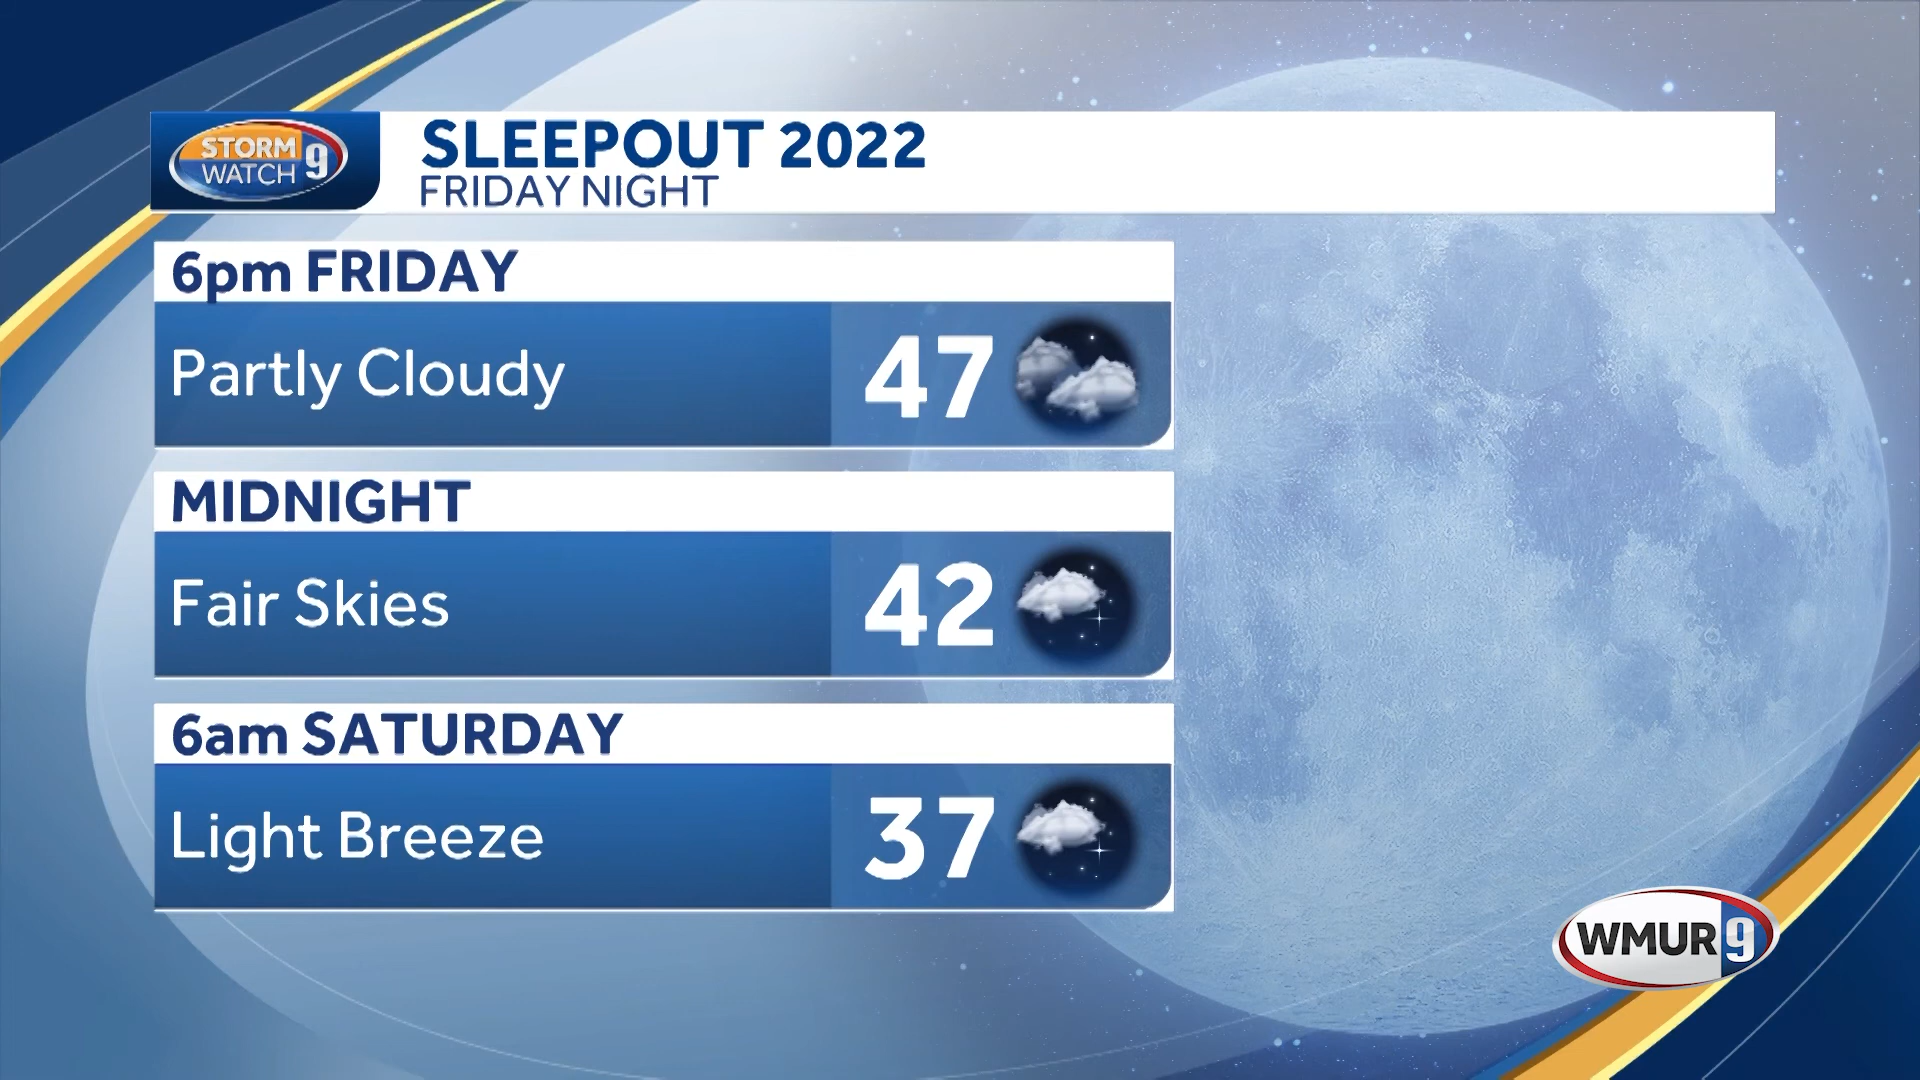 STORM
WATCH 9
SLEEPOUT 2022
FRIDAY NIGHT
6pm FRIDAY
Partly Cloudy 47
MIDNIGHT
Fair Skies 42
6am SATURDAY
Light Breeze 37
WMUR 9